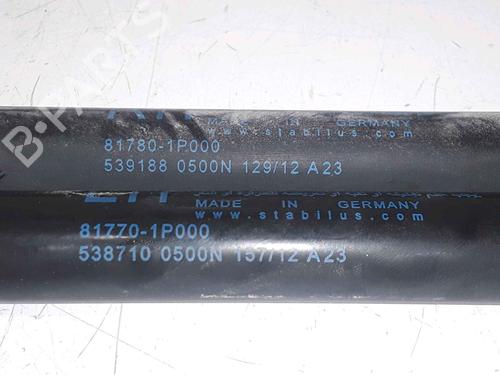 MADE IN GERMANY
www.stabilus.com
81780-1P000
539188 0500N 129/12 A23
MADE IN GERMANY
www.stabilus.com
81770-1P000
538710 0500N 157/12 A23
B-PARTS